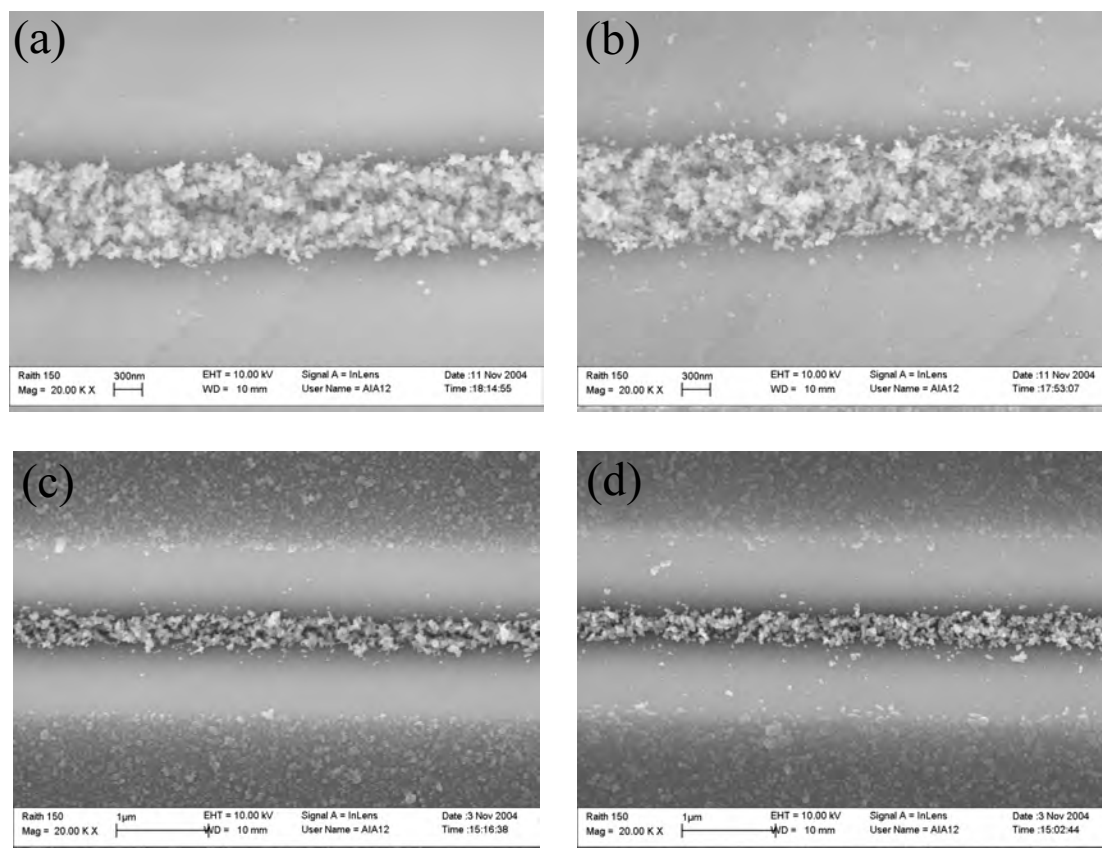 (a)
Raith 150 300nm EHT = 10.00 kV Signal A = InLens Date :11 Nov 2004
Mag = 20.00 K X WD = 10 mm User Name = AIA12 Time :18:14:55
(b)
Raith 150 300nm EHT = 10.00 kV Signal A = InLens Date :11 Nov 2004
Mag = 20.00 K X WD = 10 mm User Name = AIA12 Time :17:53:07
(c)
Raith 150 1µm EHT = 10.00 kV Signal A = InLens Date :3 Nov 2004
Mag = 20.00 K X WD = 10 mm User Name = AIA12 Time :15:16:38
(d)
Raith 150 1µm EHT = 10.00 kV Signal A = InLens Date :3 Nov 2004
Mag = 20.00 K X WD = 10 mm User Name = AIA12 Time :15:02:44